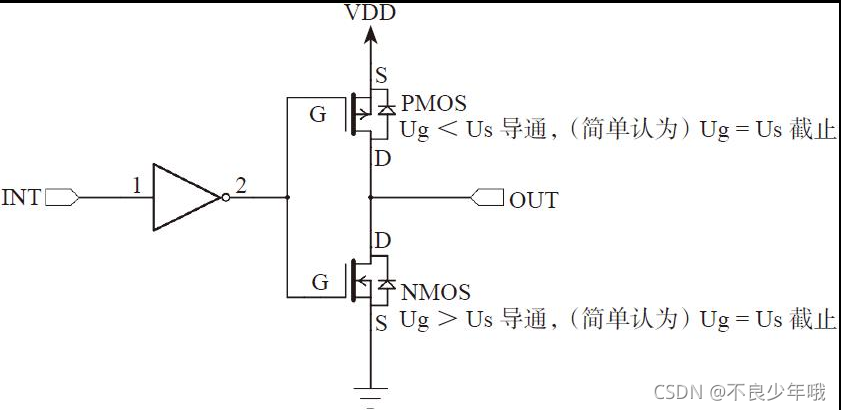 VDD
S
G
PMOS
Ug < Us 导通，（简单认为）Ug = Us 截止
D
INT
1
2
OUT
D
G
NMOS
S
Ug > Us 导通，（简单认为）Ug = Us 截止
CSDN @不良少年哦